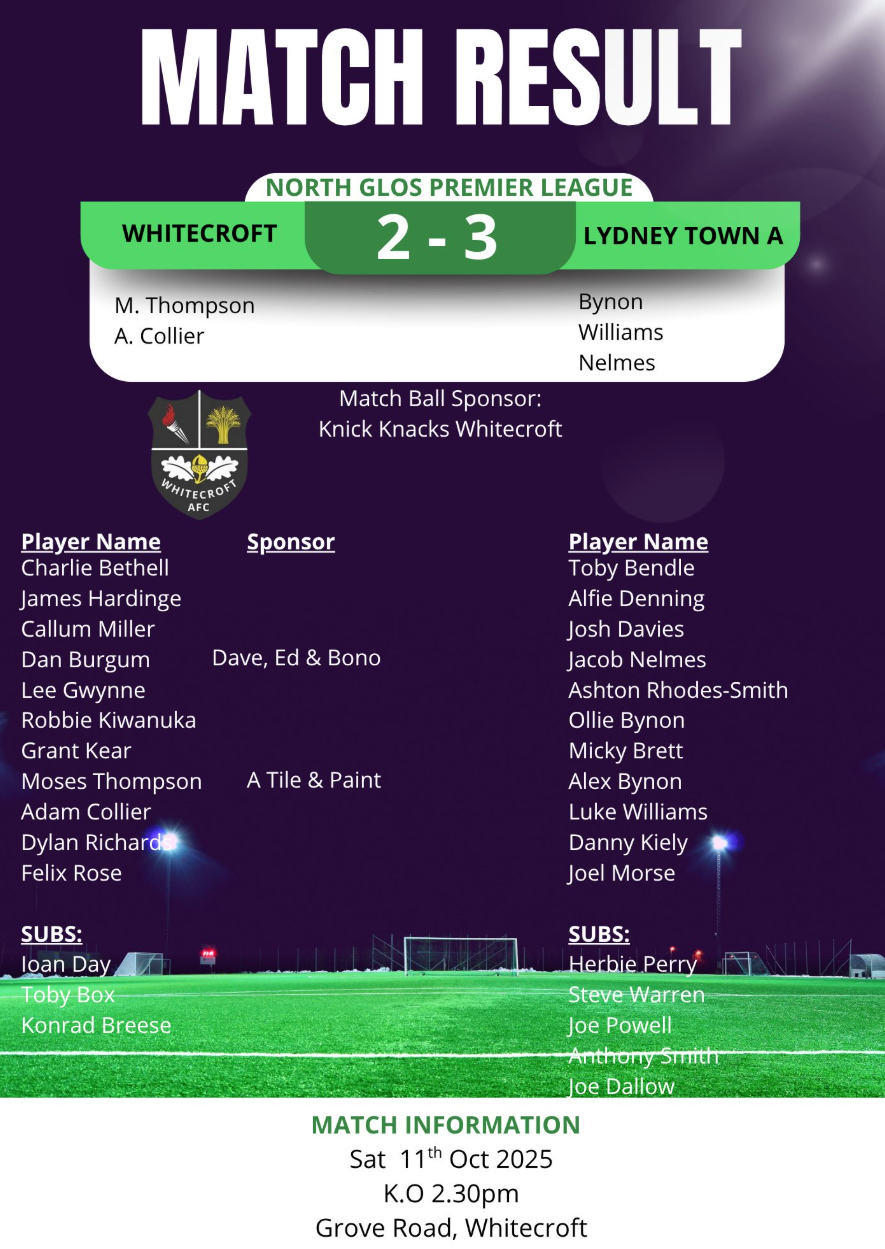 MATCH RESULT
NORTH GLOS PREMIER LEAGUE
WHITECROFT 2 - 3 LYDNEY TOWN A
M. Thompson
A. Collier
Bynon
Williams
Nelmes
Match Ball Sponsor:
Knick Knacks Whitecroft
WHITECROFT
AFC
Player Name Sponsor
Charlie Bethell
James Hardinge
Callum Miller
Dan Burgum Dave, Ed & Bono
Lee Gwynne
Robbie Kiwanuka
Grant Kear
Moses Thompson A Tile & Paint
Adam Collier
Dylan Richards
Felix Rose
SUBS:
Ioan Day
Toby Box
Konrad Breese
Player Name
Toby Bendle
Alfie Denning
Josh Davies
Jacob Nelmes
Ashton Rhodes-Smith
Ollie Bynon
Micky Brett
Alex Bynon
Luke Williams
Danny Kiely
Joel Morse
SUBS:
Herbie Perry
Steve Warren
Joe Powell
Anthony Smith
Joe Dallow
MATCH INFORMATION
Sat 11th Oct 2025
K.O 2.30pm
Grove Road, Whitecroft